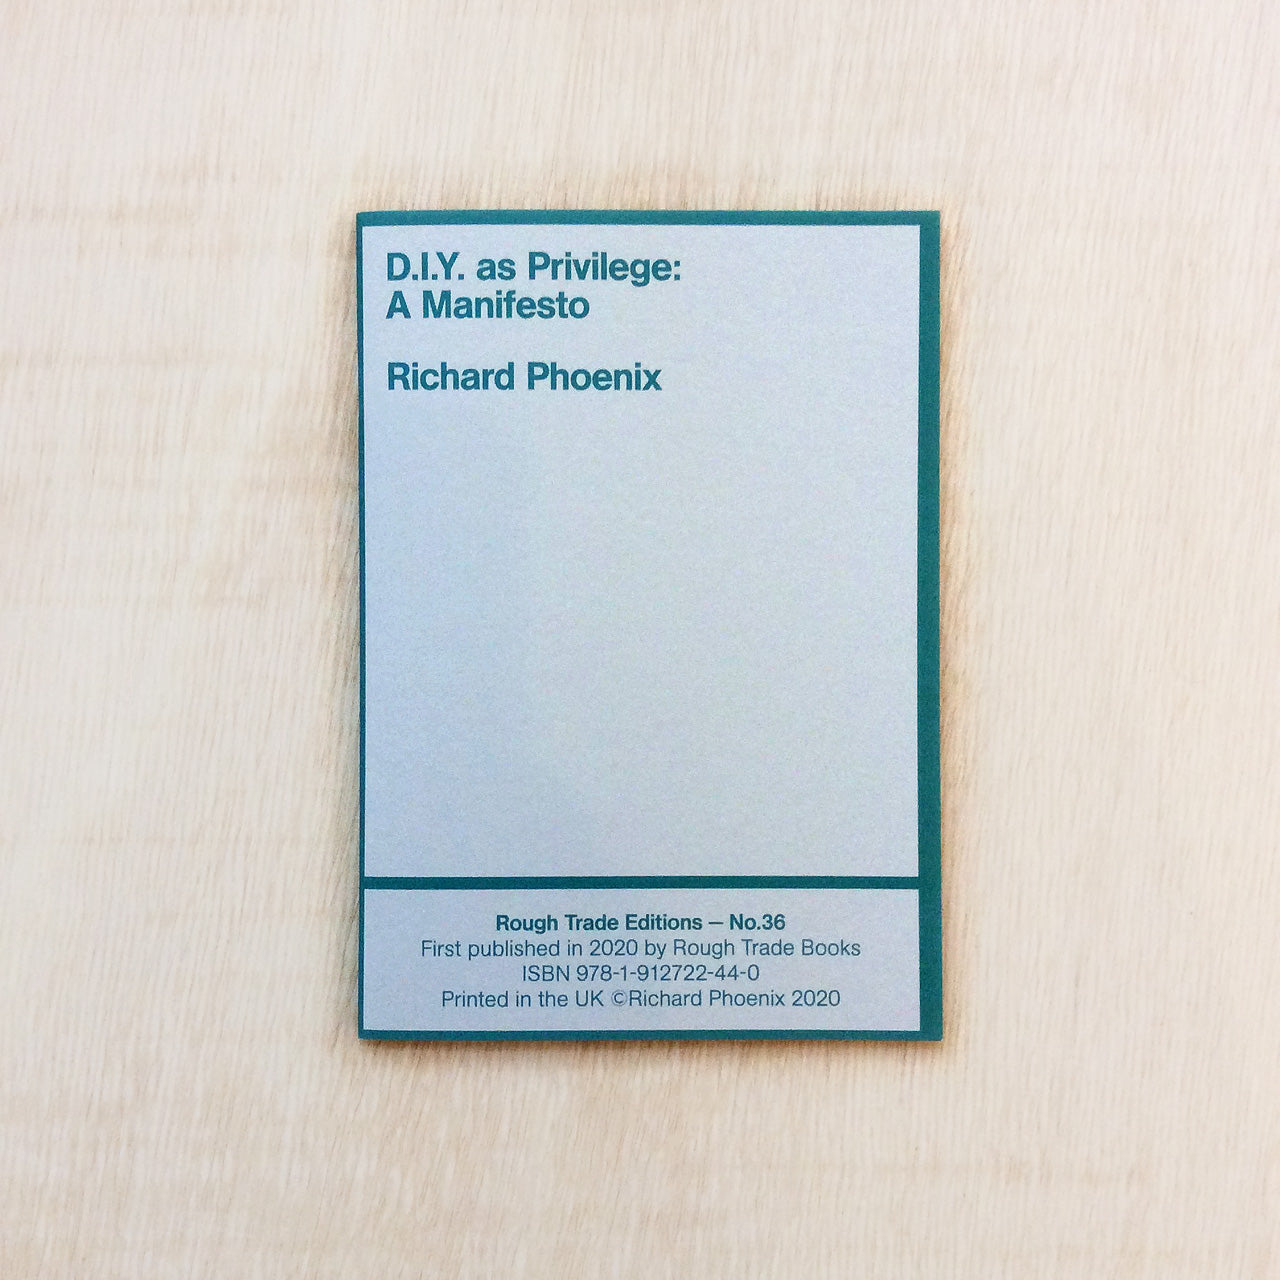 D.I.Y. as Privilege:
A Manifesto
Richard Phoenix
Rough Trade Editions – No.36
First published in 2020 by Rough Trade Books
ISBN 978-1-912722-44-0
Printed in the UK ©Richard Phoenix 2020